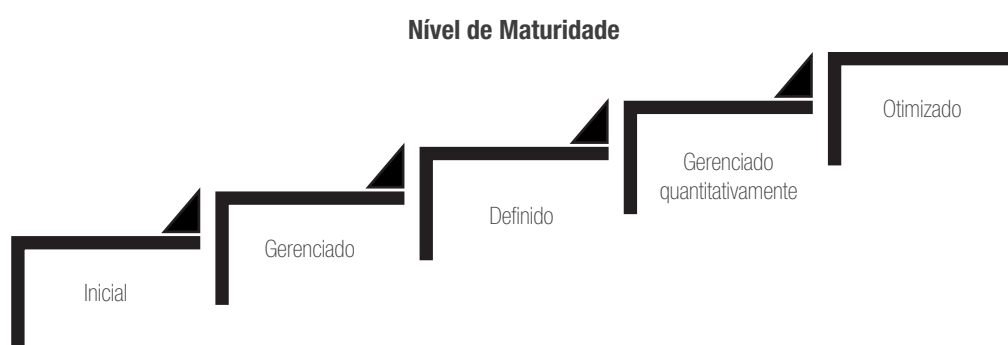 Nível de Maturidade
Inicial
Gerenciado
Definido
Gerenciado
quantitativamente
Otimizado